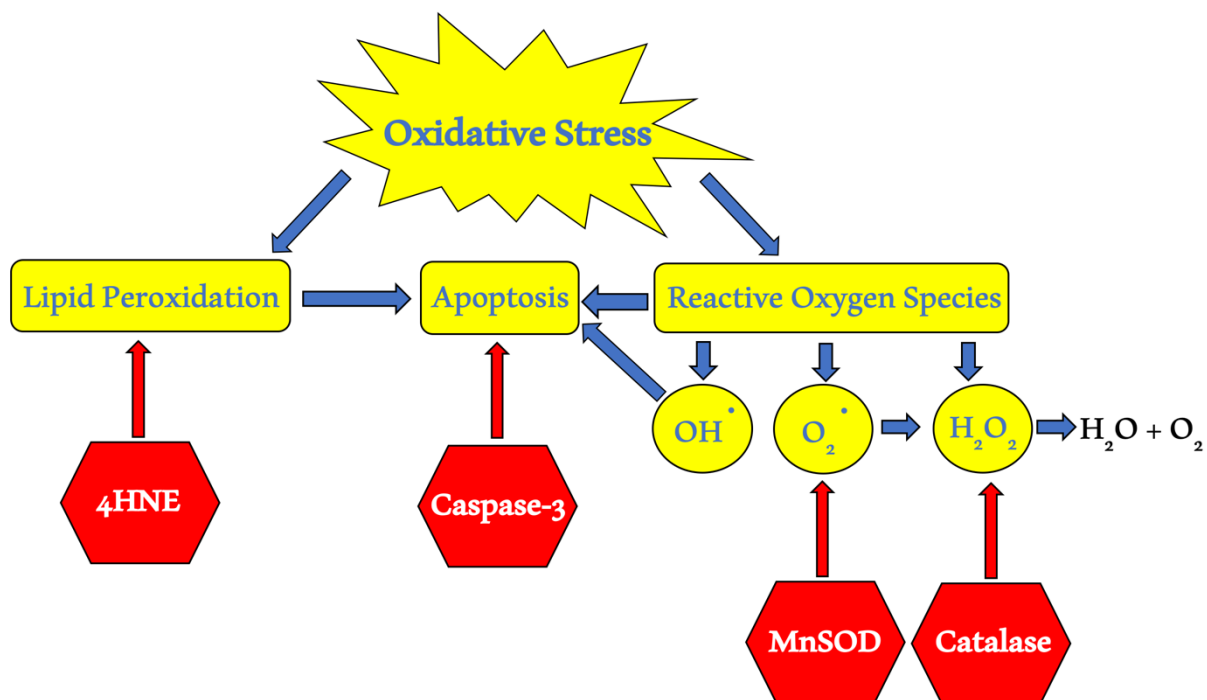 Oxidative Stress
Lipid Peroxidation
Apoptosis
Reactive Oxygen Species
OH•
O₂•
H₂O₂
H₂O + O₂
4HNE
Caspase-3
MnSOD
Catalase